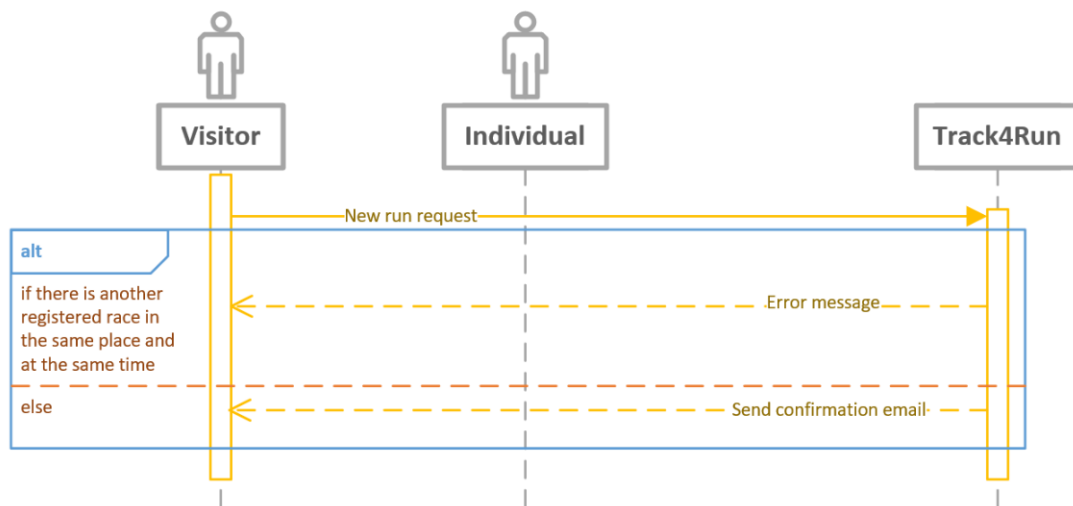 Visitor
Individual
Track4Run
New run request
alt
if there is another
registered race in
the same place and
at the same time
Error message
else
Send confirmation email